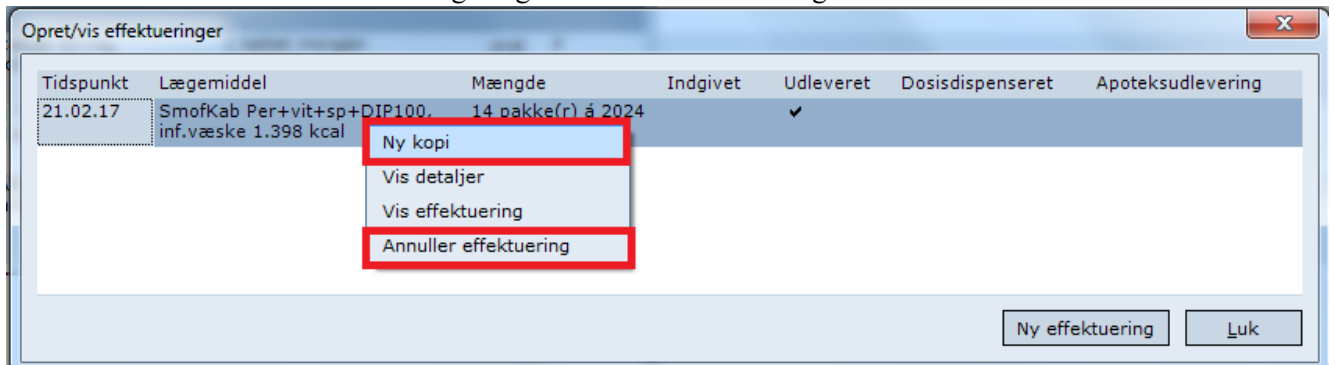 Opret/vis effektueringer
Tidspunkt Lægemiddel Mængde Indgivet Udleveret Dosisdispenseret Apoteksudlevering
21.02.17 SmofKab Per+vit+sp+DIP100, 14 pakke(r) á 2024 ✔
inf.væske 1.398 kcal
Ny kopi
Vis detaljer
Vis effektuering
Annuller effektuering
Ny effektuering Luk